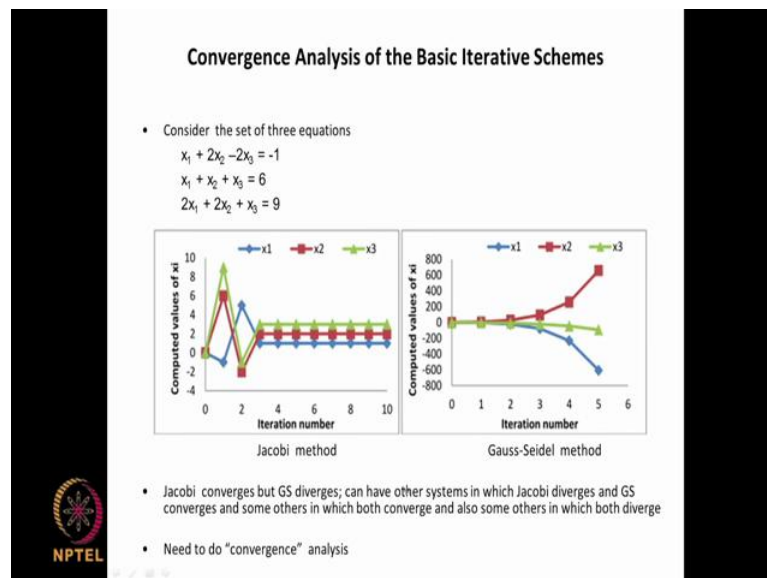 Convergence Analysis of the Basic Iterative Schemes
• Consider the set of three equations
x₁ + 2x₂ –2x₃ = -1
x₁ + x₂ + x₃ = 6
2x₁ + 2x₂ + x₃ = 9
x1 x2 x3
Computed values of xi
10
8
6
4
2
0
-2
-4
0 2 4 6 8 10
Iteration number
Jacobi method
x1 x2 x3
Computed values of xi
800
600
400
200
0
-200
-400
-600
-800
0 1 2 3 4 5 6
Iteration number
Gauss-Seidel method
• Jacobi converges but GS diverges; can have other systems in which Jacobi diverges and GS
converges and some others in which both converge and also some others in which both diverge
• Need to do "convergence" analysis
NPTEL